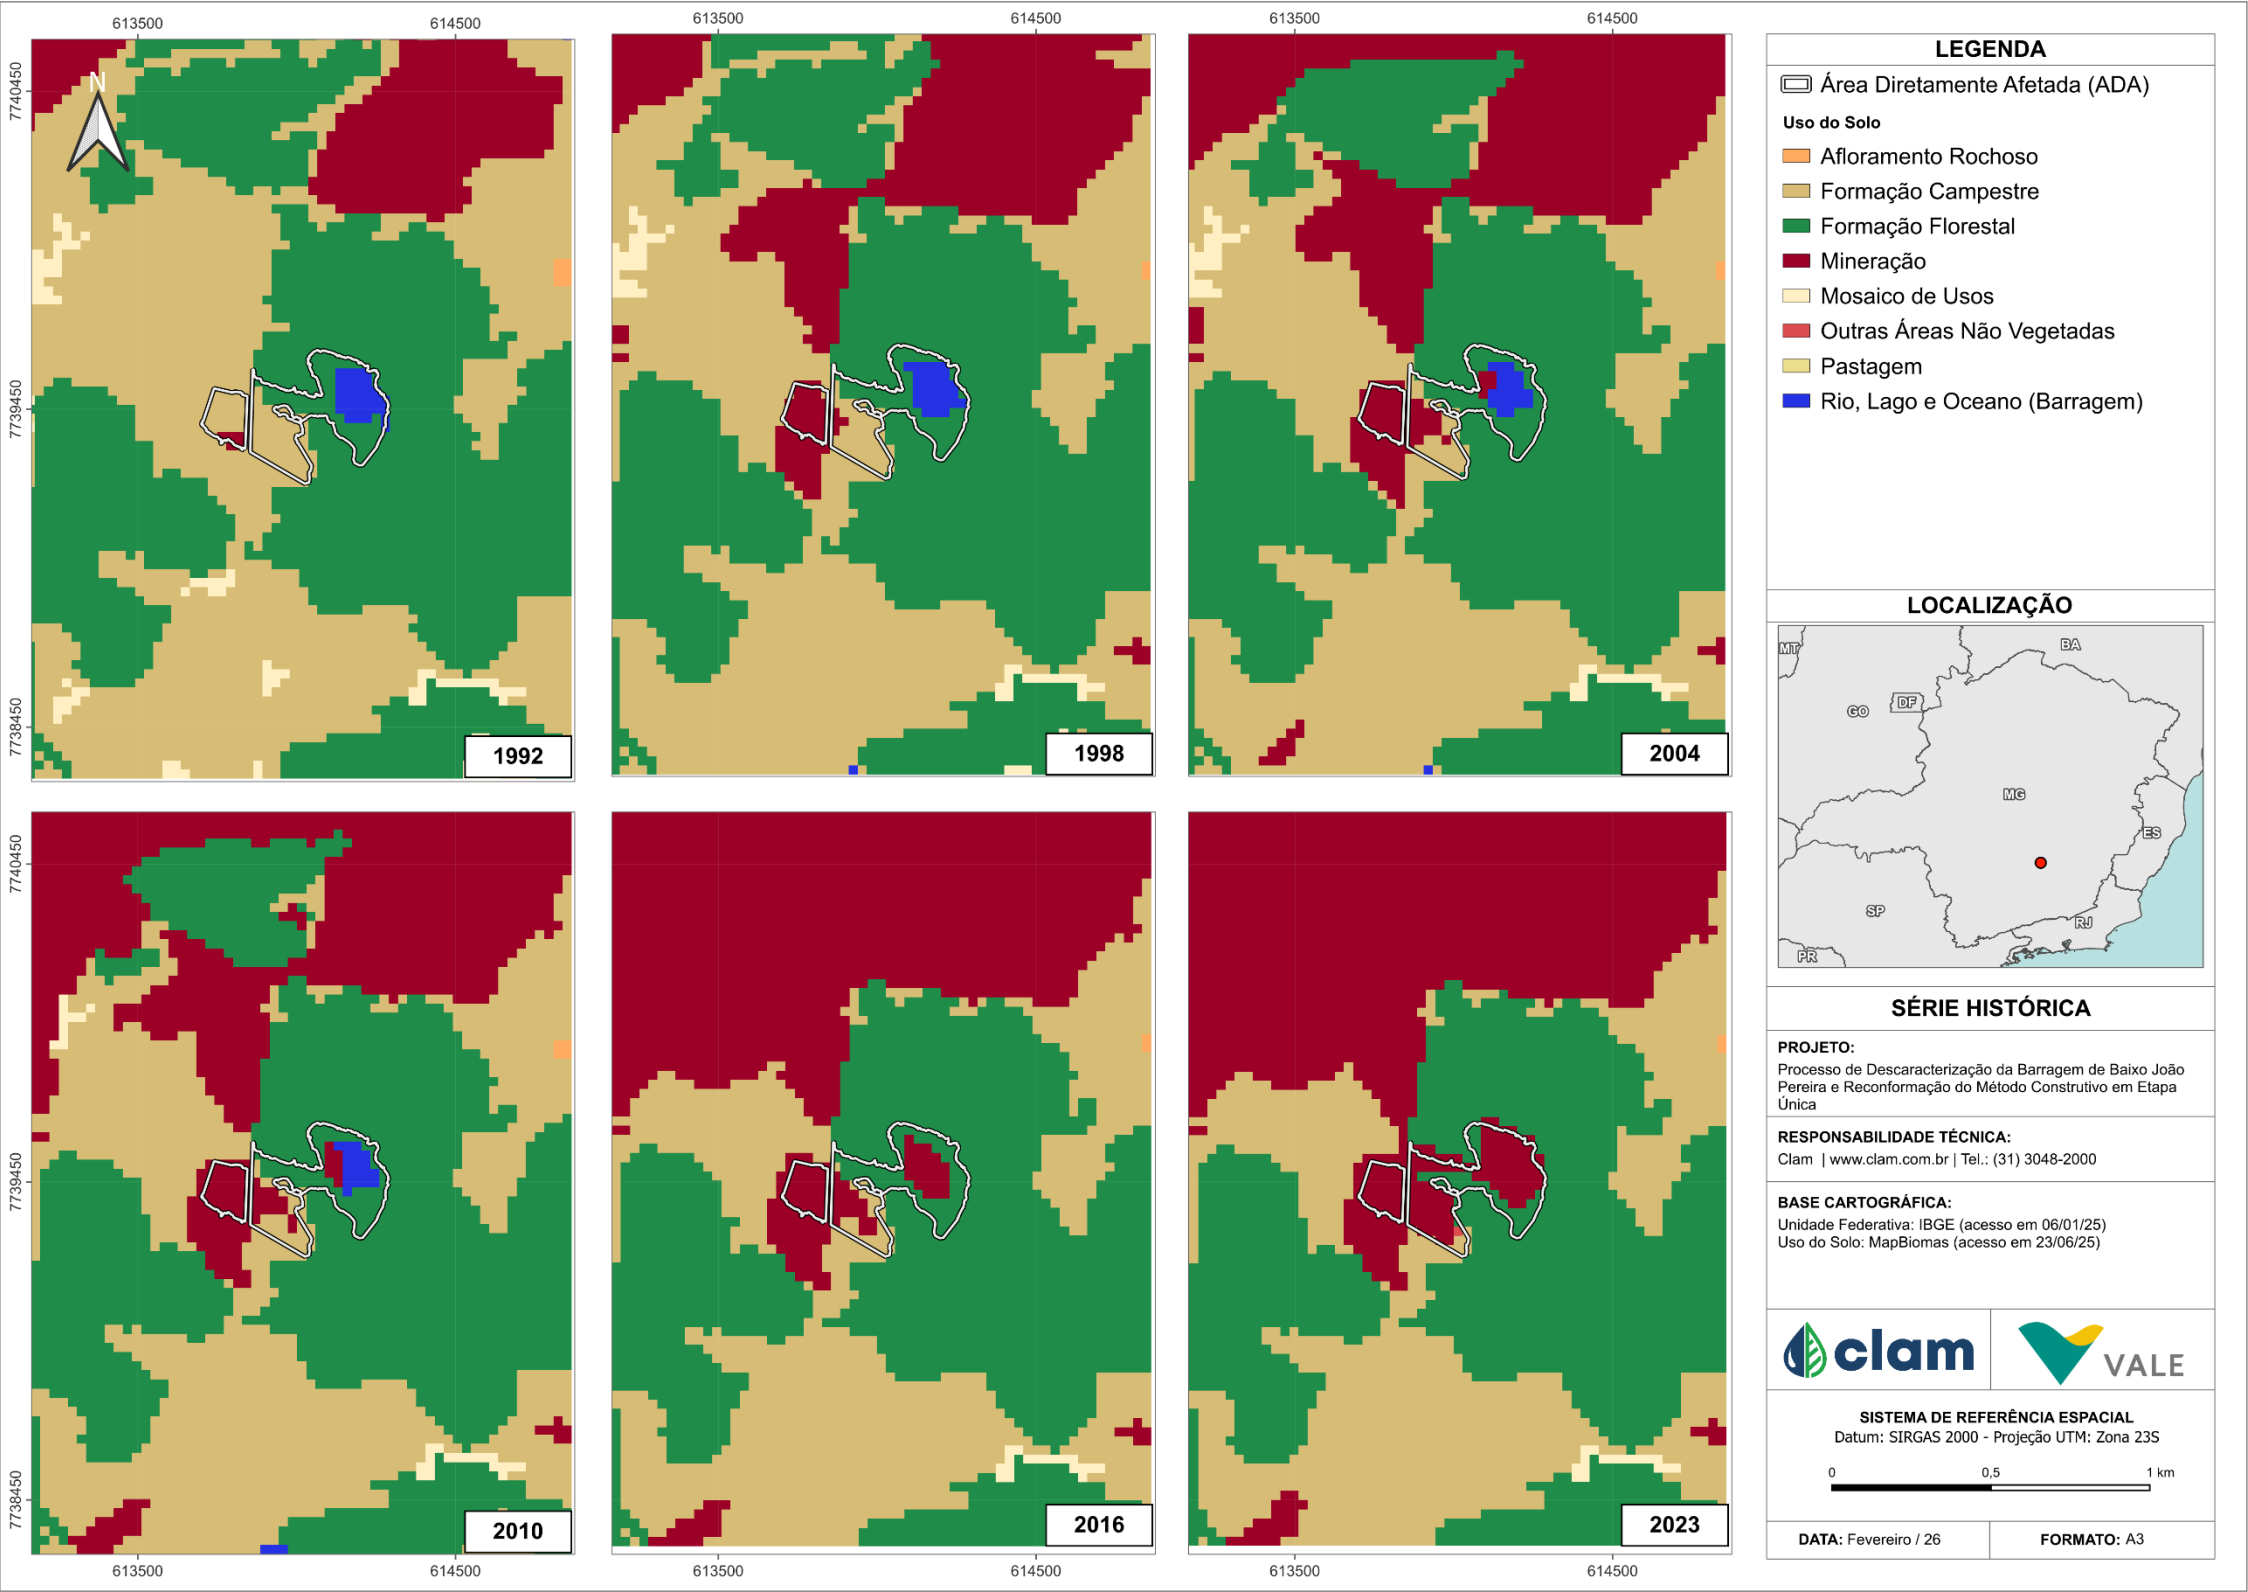 613500
614500
613500
614500
613500
614500
7740450
7739450
7738450
N
1992
1998
2004
7740450
7739450
7738450
2010
2016
2023
613500
614500
613500
614500
613500
614500
LEGENDA
Área Diretamente Afetada (ADA)
Uso do Solo
Afloramento Rochoso
Formação Campestre
Formação Florestal
Mineração
Mosaico de Usos
Outras Áreas Não Vegetadas
Pastagem
Rio, Lago e Oceano (Barragem)
LOCALIZAÇÃO
MT
BA
GO
DF
MG
ES
SP
RJ
PR
SÉRIE HISTÓRICA
PROJETO:
Processo de Descaracterização da Barragem de Baixo João
Pereira e Reconformação do Método Construtivo em Etapa
Única
RESPONSABILIDADE TÉCNICA:
Clam | www.clam.com.br | Tel.: (31) 3048-2000
BASE CARTOGRÁFICA:
Unidade Federativa: IBGE (acesso em 06/01/25)
Uso do Solo: MapBiomas (acesso em 23/06/25)
clam
VALE
SISTEMA DE REFERÊNCIA ESPACIAL
Datum: SIRGAS 2000 - Projeção UTM: Zona 23S
0 0,5 1 km
DATA: Fevereiro / 26
FORMATO: A3